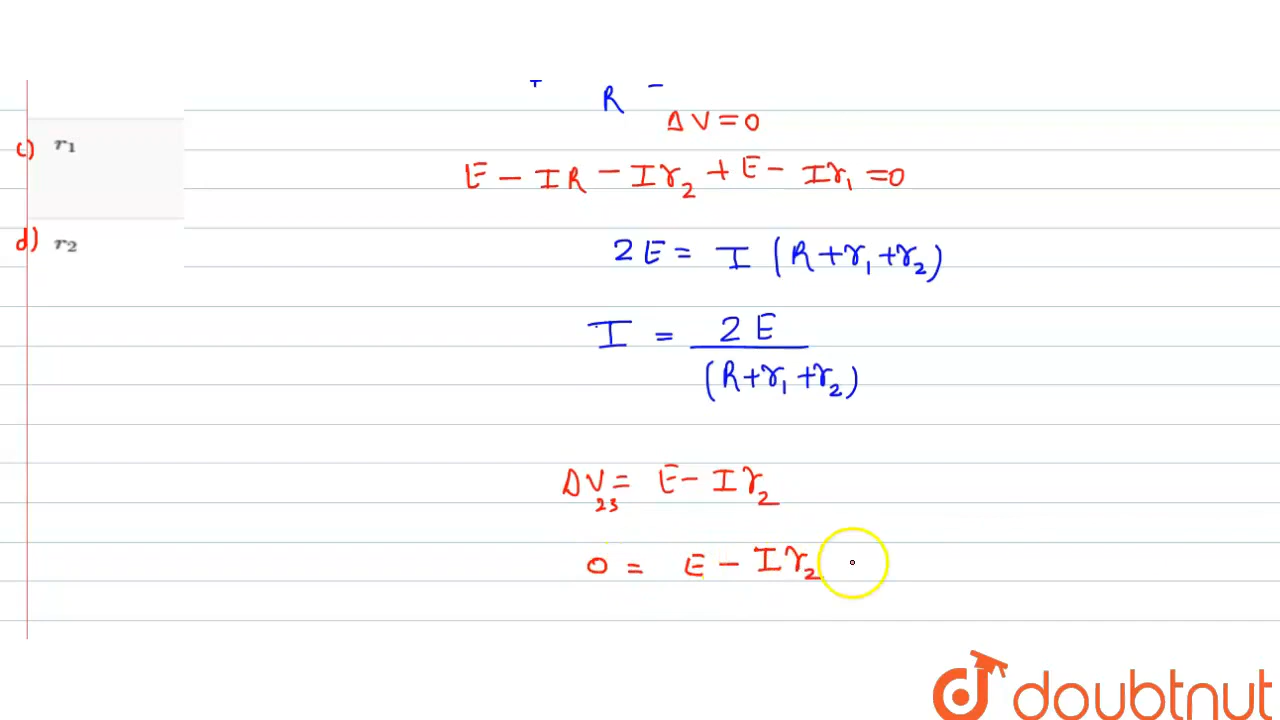 R
ΔV=0
c) r₁
E - IR - Ir₂ + E - Ir₁ = 0
d) r₂
2E = I (R+r₁+r₂)
I = 2E / (R+r₁+r₂)
ΔV₂₃ = E - Ir₂
0 = E - Ir₂
doubtnut